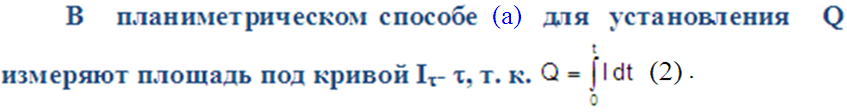 В планиметрическом способе (а) для установления Q
измеряют площадь под кривой Iτ- τ, т. к. Q = ∫₀ᵗ I dt (2) .